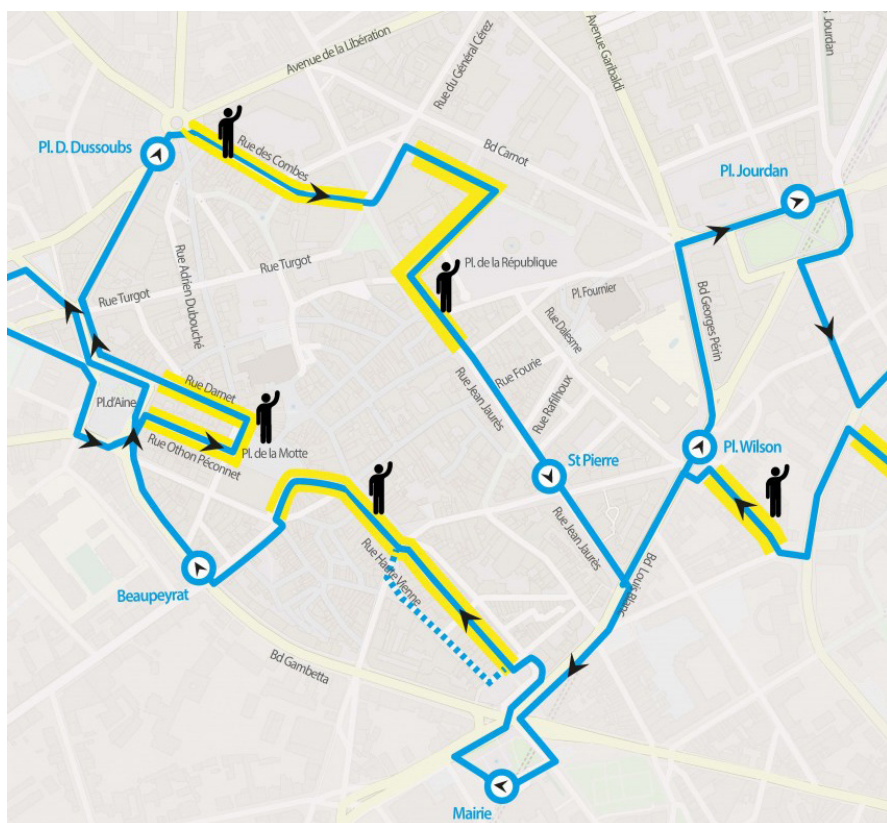 Avenue de la Libération
Rue du Général Cérez
Avenue Garibaldi
Jourdan
Pl. D. Dussoubs
Rue des Combes
Bd Carnot
Pl. Jourdan
Rue Adrien Dubouché
Rue Turgot
Rue Turgot
Pl. de la République
Pl. Fournier
Rue Dalesme
Bd Georges Périn
Rue Fourie
Rue Jean Jaurès
Rue Rafilhoux
Rue Darnet
Pl.d'Aine
Pl. de la Motte
Rue Othon Péconnet
St Pierre
Pl. Wilson
Rue Jean Jaurès
Rue Haute Vienne
Bd Louis Blanc
Beaupeyrat
Bd Gambetta
Mairie